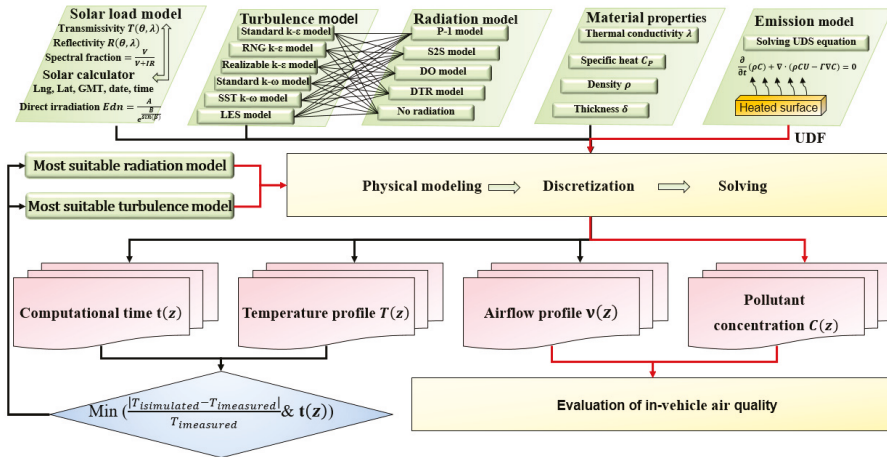 Solar load model
Transmissivity T(θ, λ)
Reflectivity R(θ, λ)
Spectral fraction = V/(V+IR)
Solar calculator
Lng, Lat, GMT, date, time
Direct irradiation Edn = A/e^(B/sin(β))
Turbulence model
Standard k-ε model
RNG k-ε model
Realizable k-ε model
Standard k-ω model
SST k-ω model
LES model
Radiation model
P-1 model
S2S model
DO model
DTR model
No radiation
Material properties
Thermal conductivity λ
Specific heat C_P
Density ρ
Thickness δ
Emission model
Solving UDS equation
∂/∂t (ρC) + ∇ · (ρCU − Γ∇C) = 0
Heated surface
UDF
Most suitable radiation model
Most suitable turbulence model
Physical modeling
Discretization
Solving
Computational time t(z)
Temperature profile T(z)
Airflow profile v(z)
Pollutant
concentration C(z)
Min (|T_isimulated−T_imeasured|/T_imeasured & t(z))
Evaluation of in-vehicle air quality